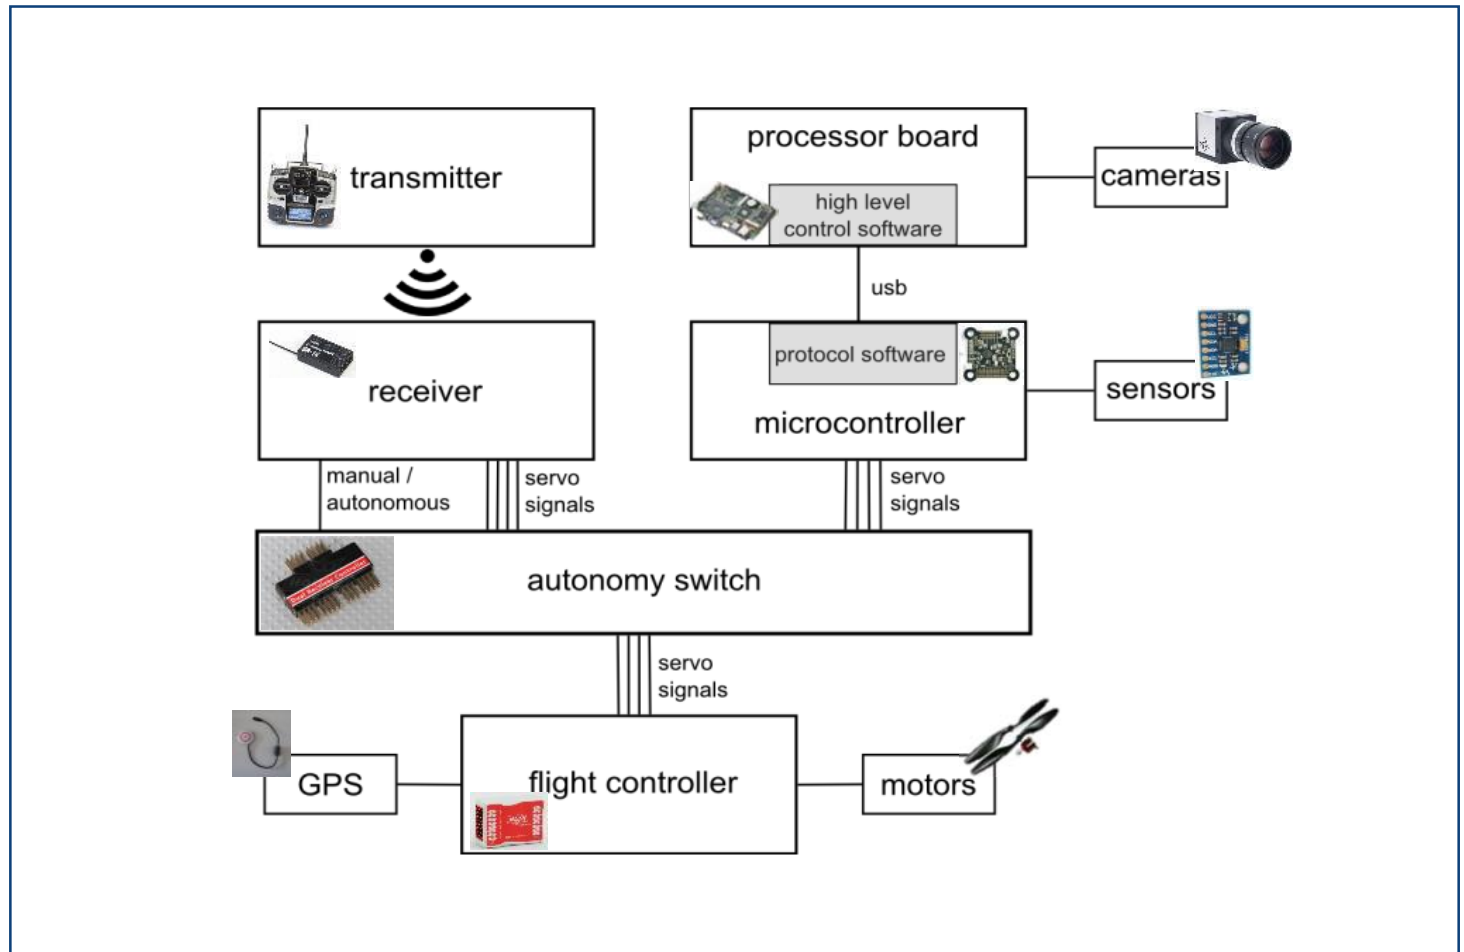 transmitter
processor board
high level
control software
cameras
usb
receiver
protocol software
microcontroller
sensors
manual /
autonomous
servo
signals
servo
signals
autonomy switch
servo
signals
GPS
flight controller
motors